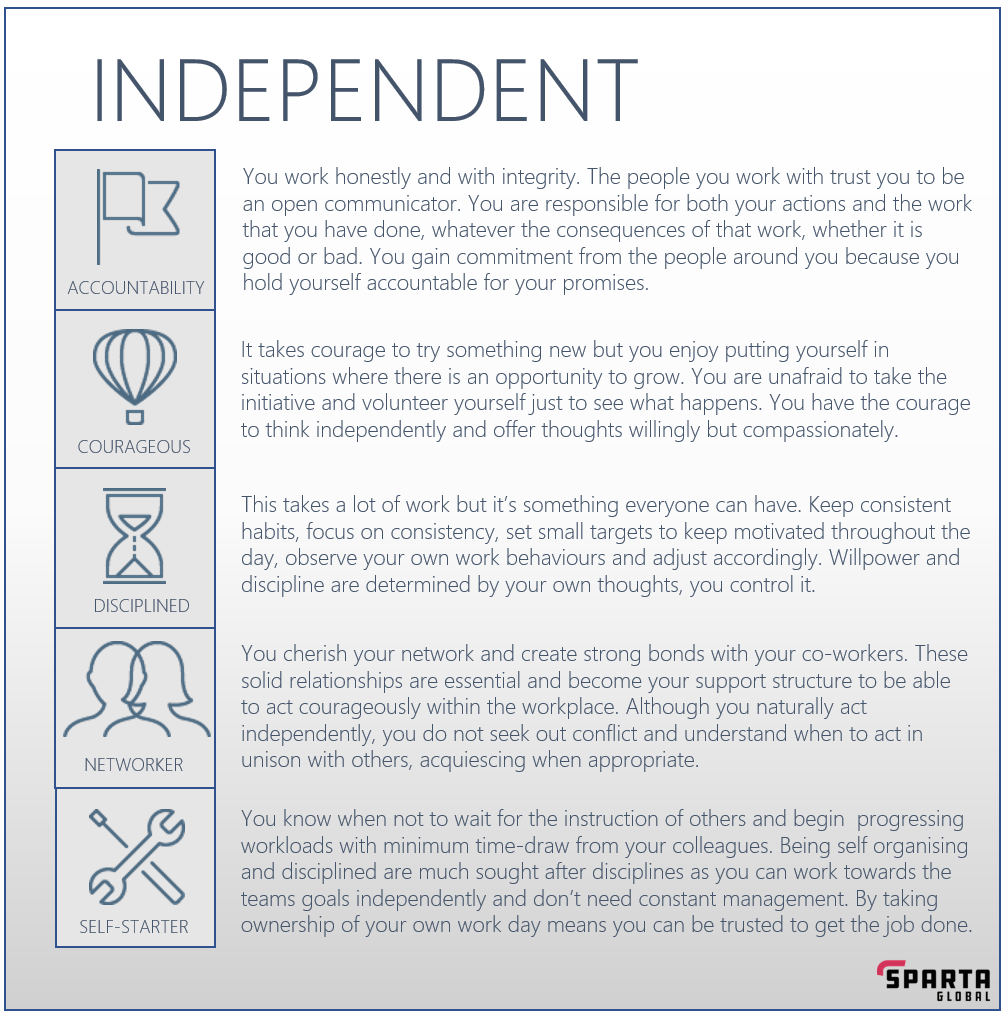 INDEPENDENT
ACCOUNTABILITY
You work honestly and with integrity. The people you work with trust you to be
an open communicator. You are responsible for both your actions and the work
that you have done, whatever the consequences of that work, whether it is
good or bad. You gain commitment from the people around you because you
hold yourself accountable for your promises.
COURAGEOUS
It takes courage to try something new but you enjoy putting yourself in
situations where there is an opportunity to grow. You are unafraid to take the
initiative and volunteer yourself just to see what happens. You have the courage
to think independently and offer thoughts willingly but compassionately.
DISCIPLINED
This takes a lot of work but it’s something everyone can have. Keep consistent
habits, focus on consistency, set small targets to keep motivated throughout the
day, observe your own work behaviours and adjust accordingly. Willpower and
discipline are determined by your own thoughts, you control it.
NETWORKER
You cherish your network and create strong bonds with your co-workers. These
solid relationships are essential and become your support structure to be able
to act courageously within the workplace. Although you naturally act
independently, you do not seek out conflict and understand when to act in
unison with others, acquiescing when appropriate.
SELF-STARTER
You know when not to wait for the instruction of others and begin  progressing
workloads with minimum time-draw from your colleagues. Being self organising
and disciplined are much sought after disciplines as you can work towards the
teams goals independently and don’t need constant management. By taking
ownership of your own work day means you can be trusted to get the job done.
SPARTA
GLOBAL